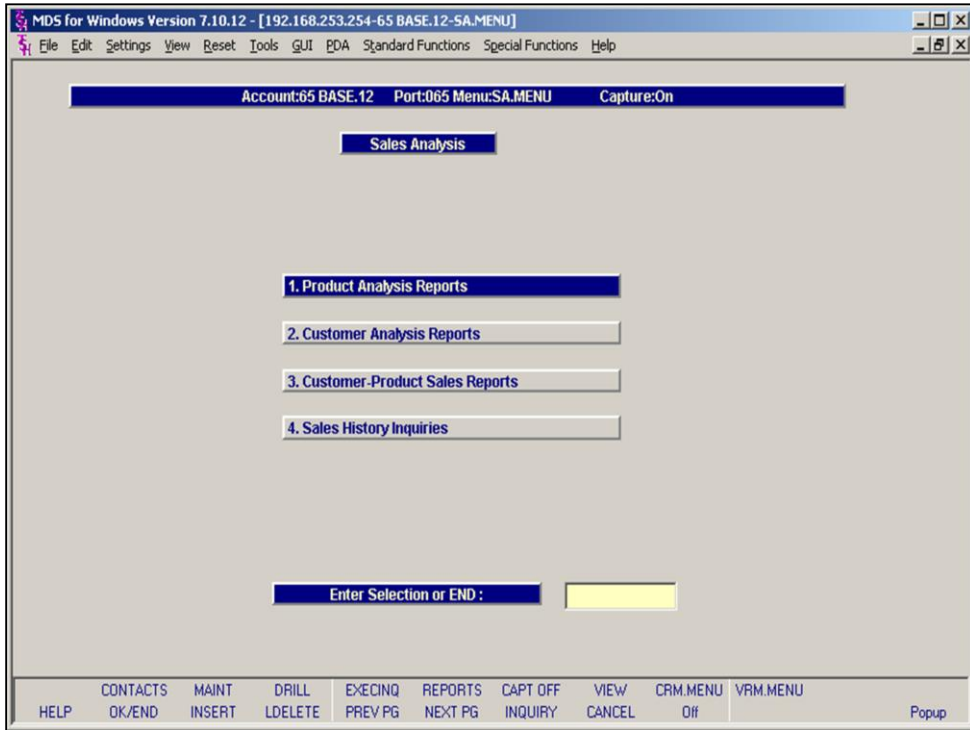 MDS for Windows Version 7.10.12 - [192.168.253.254-65 BASE.12-SA.MENU]
File Edit Settings View Reset Tools GUI PDA Standard Functions Special Functions Help
Account:65 BASE.12 Port:065 Menu:SA.MENU Capture:On
Sales Analysis
1. Product Analysis Reports
2. Customer Analysis Reports
3. Customer-Product Sales Reports
4. Sales History Inquiries
Enter Selection or END :
CONTACTS MAINT DRILL EXECINQ REPORTS CAPT OFF VIEW CRM.MENU VRM.MENU
HELP OK/END INSERT LDELETE PREV PG NEXT PG INQUIRY CANCEL Off Popup